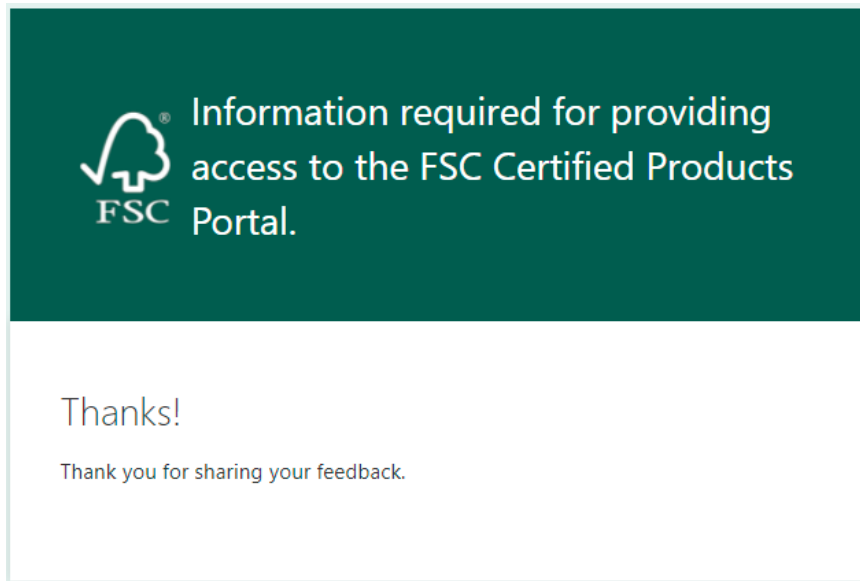 Information required for providing
access to the FSC Certified Products
Portal.
®
FSC
Thanks!
Thank you for sharing your feedback.